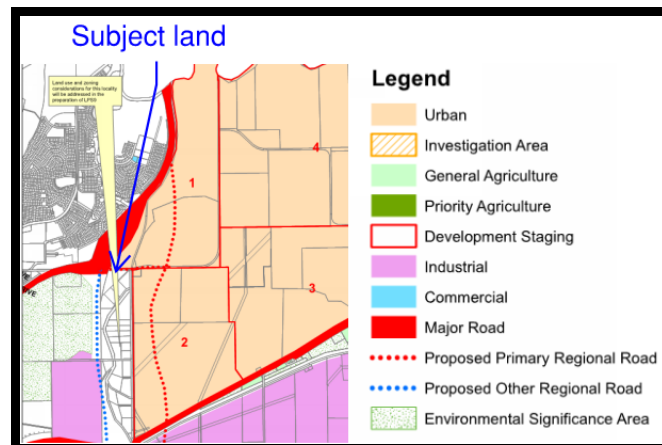 Subject land
Land use and zoning
considerations for this locality
will be addressed in the
preparation of LPS9
1
4
3
2
Legend
Urban
Investigation Area
General Agriculture
Priority Agriculture
Development Staging
Industrial
Commercial
Major Road
Proposed Primary Regional Road
Proposed Other Regional Road
Environmental Significance Area